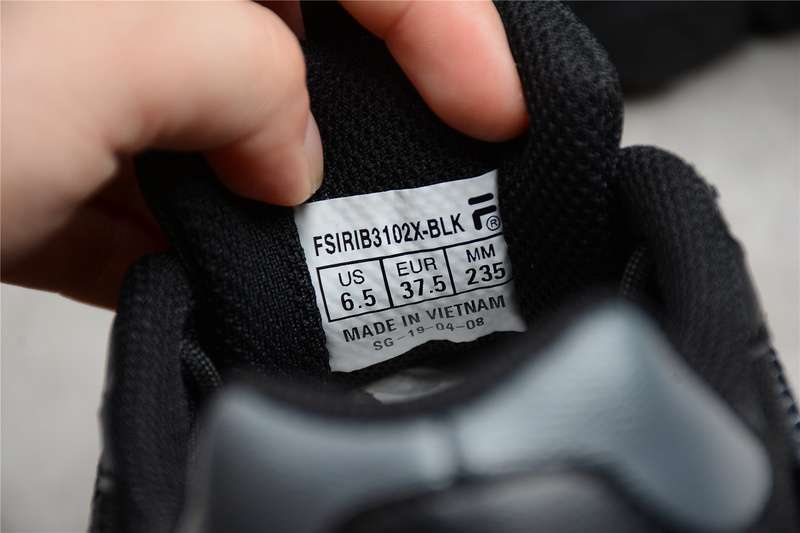 FSIRIB3102X-BLK F®
US EUR MM
6.5 37.5 235
MADE IN VIETNAM
SG-19-04-08